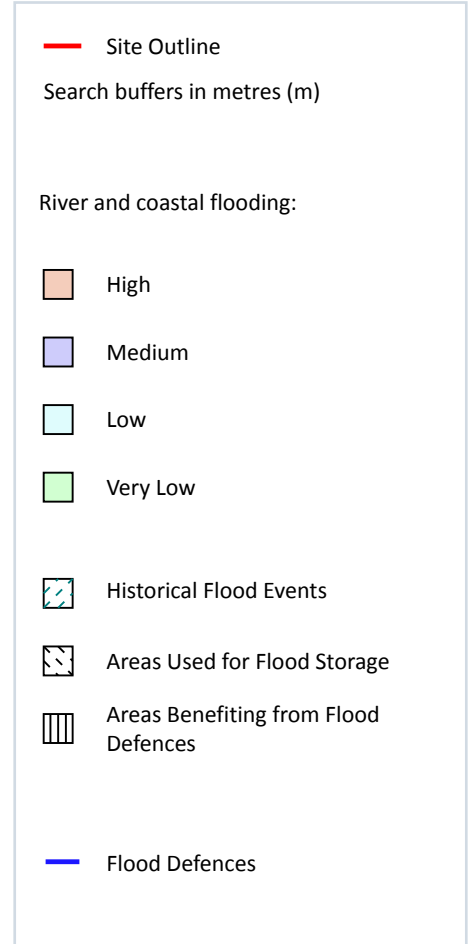 Site Outline
Search buffers in metres (m)
River and coastal flooding:
High
Medium
Low
Very Low
Historical Flood Events
Areas Used for Flood Storage
Areas Benefiting from Flood
Defences
Flood Defences